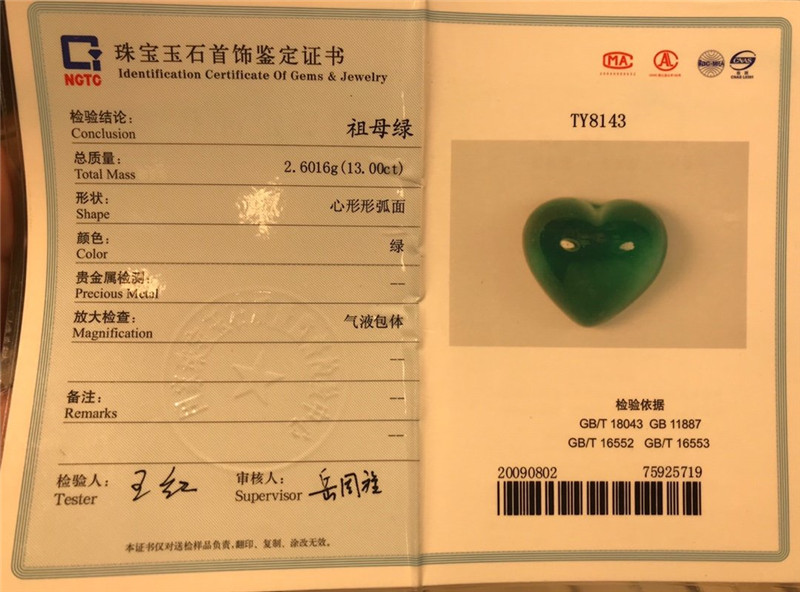 NGTC
珠宝玉石首饰鉴定证书
Identification Certificate Of Gems & Jewelry
检验结论:
Conclusion
祖母绿
总质量:
Total Mass
2.6016g(13.00ct)
形状:
Shape
心形形弧面
颜色:
Color
绿
贵金属检测:
Precious Metal
--
放大检查:
Magnification
气液包体
--
备注:
Remarks
--
--
检验人:
Tester
王红
审核人:
Supervisor
本证书仅对送检样品负责,翻印、复制、涂改无效。
MA
AL
ilac-MRA
CNAS
TY8143
检验依据
GB/T 18043 GB 11887
GB/T 16552 GB/T 16553
20090802 75925719